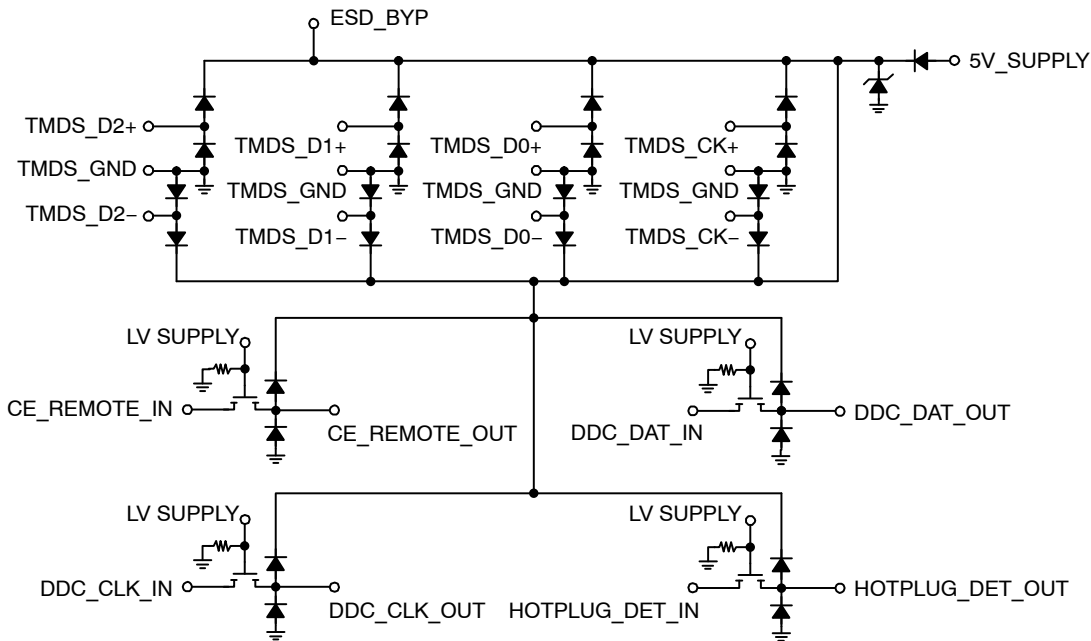 ESD_BYP
5V_SUPPLY
TMDS_D2+
TMDS_D1+
TMDS_D0+
TMDS_CK+
TMDS_GND
TMDS_GND
TMDS_GND
TMDS_GND
TMDS_D2−
TMDS_D1−
TMDS_D0−
TMDS_CK−
LV SUPPLY
LV SUPPLY
CE_REMOTE_IN
CE_REMOTE_OUT
DDC_DAT_IN
DDC_DAT_OUT
LV SUPPLY
LV SUPPLY
DDC_CLK_IN
DDC_CLK_OUT
HOTPLUG_DET_IN
HOTPLUG_DET_OUT